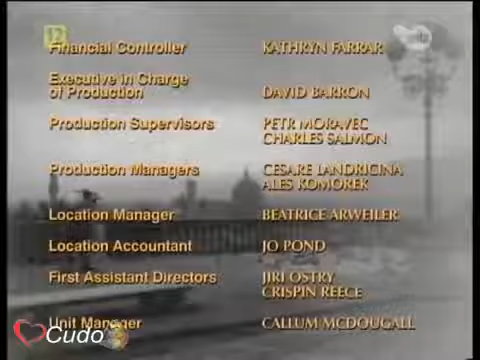 12
Financial Controller KATHRYN FARRAR
Executive in Charge
of Production DAVID BARRON
Production Supervisors PETR MORAVEC
CHARLES SALMON
Production Managers CESARE LANDRICINA
ALES KOMOREK
Location Manager BEATRICE ARWEILER
Location Accountant JO POND
First Assistant Directors JIRI OSTRY
CRISPIN REECE
Unit Manager CALLUM MCDOUGALL
Cudo